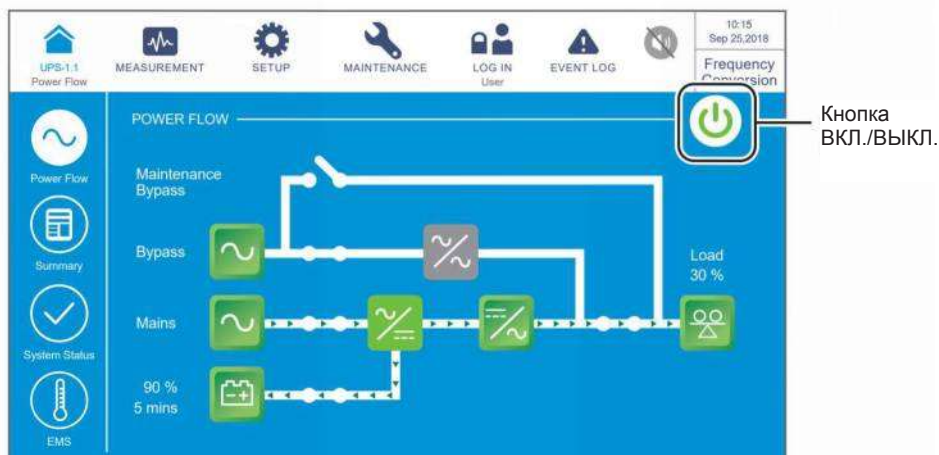 10:15
Sep 25,2018
UPS-1.1
Power Flow
MEASUREMENT
SETUP
MAINTENANCE
LOG IN
User
EVENT LOG
Frequency
Conversion
POWER FLOW
Кнопка
ВКЛ./ВЫКЛ.
Power Flow
Maintenance
Bypass
Summary
Bypass
Load
30 %
Mains
System Status
90 %
5 mins
EMS